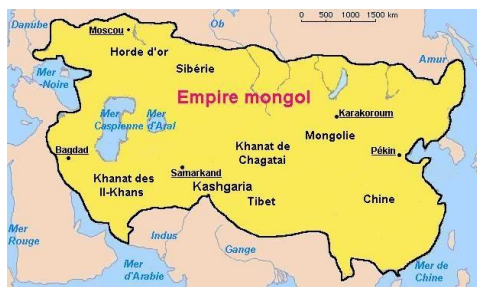 0 500 1000 1500 km
Danube
Moscou
Ob
Horde d'or
Amur
Sibérie
Mer
Noire
Empire mongol
Mer
Caspienne
Mer
d'Aral
Karakoroum
Mongolie
Bagdad
Khanat de
Chagatai
Pékin
Samarkand
Khanat des
Il-Khans
Kashgaria
Tibet
Chine
Mer
Rouge
Indus
Gange
Mer
d'Arabie
Mer de
Chine